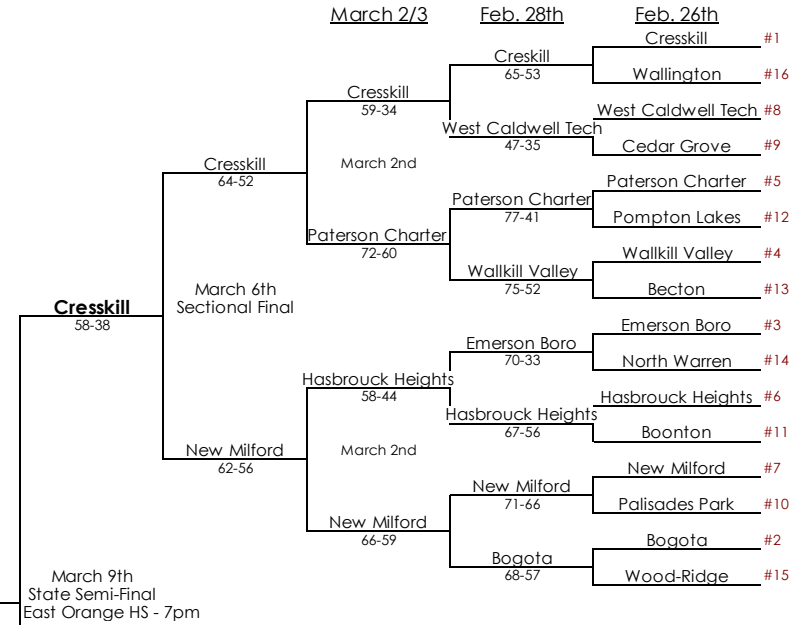 March 2/3 Feb. 28th Feb. 26th
Cresskill #1
Creskill
65-53
Wallington #16
Cresskill
59-34
West Caldwell Tech #8
West Caldwell Tech
47-35
Cedar Grove #9
March 2nd
Cresskill
64-52
Paterson Charter #5
Paterson Charter
77-41
Pompton Lakes #12
Paterson Charter
72-60
Wallkill Valley #4
Wallkill Valley
75-52
Becton #13
March 6th
Sectional Final
Cresskill
58-38
Emerson Boro #3
Emerson Boro
70-33
North Warren #14
Hasbrouck Heights
58-44
Hasbrouck Heights #6
Hasbrouck Heights
67-56
Boonton #11
March 2nd
New Milford
62-56
New Milford #7
New Milford
71-66
Palisades Park #10
New Milford
66-59
Bogota #2
Bogota
68-57
Wood-Ridge #15
March 9th
State Semi-Final
East Orange HS - 7pm